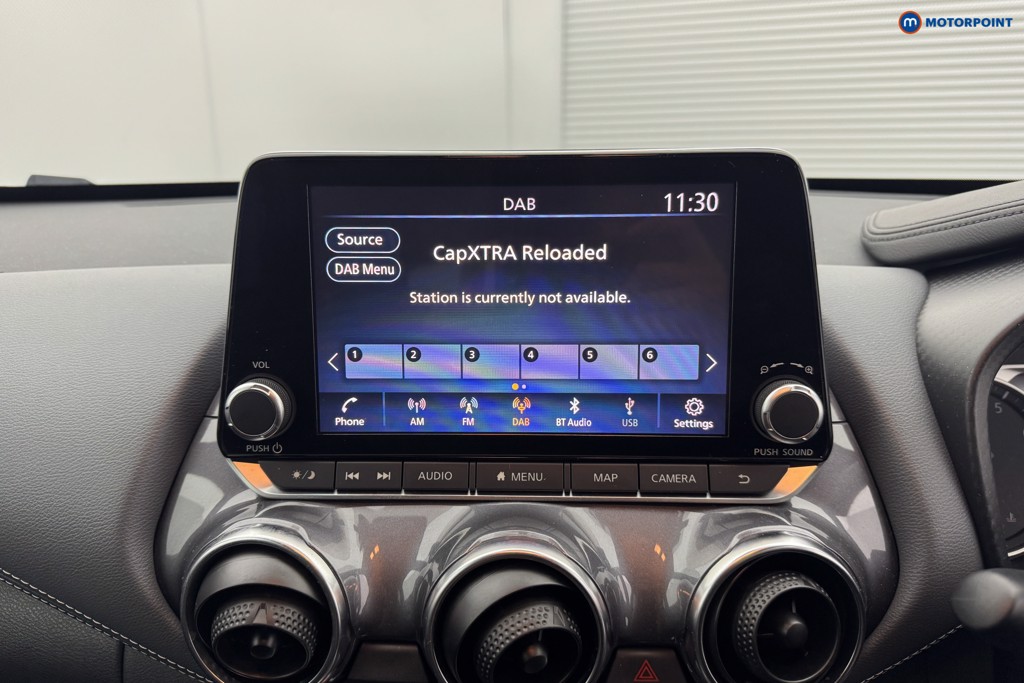 m MOTORPOINT
DAB
11:30
Source
CapXTRA Reloaded
DAB Menu
Station is currently not available.
1 2 3 4 5 6
VOL
Phone AM FM DAB BT Audio USB Settings
PUSH
PUSH SOUND
AUDIO MENU MAP CAMERA
5